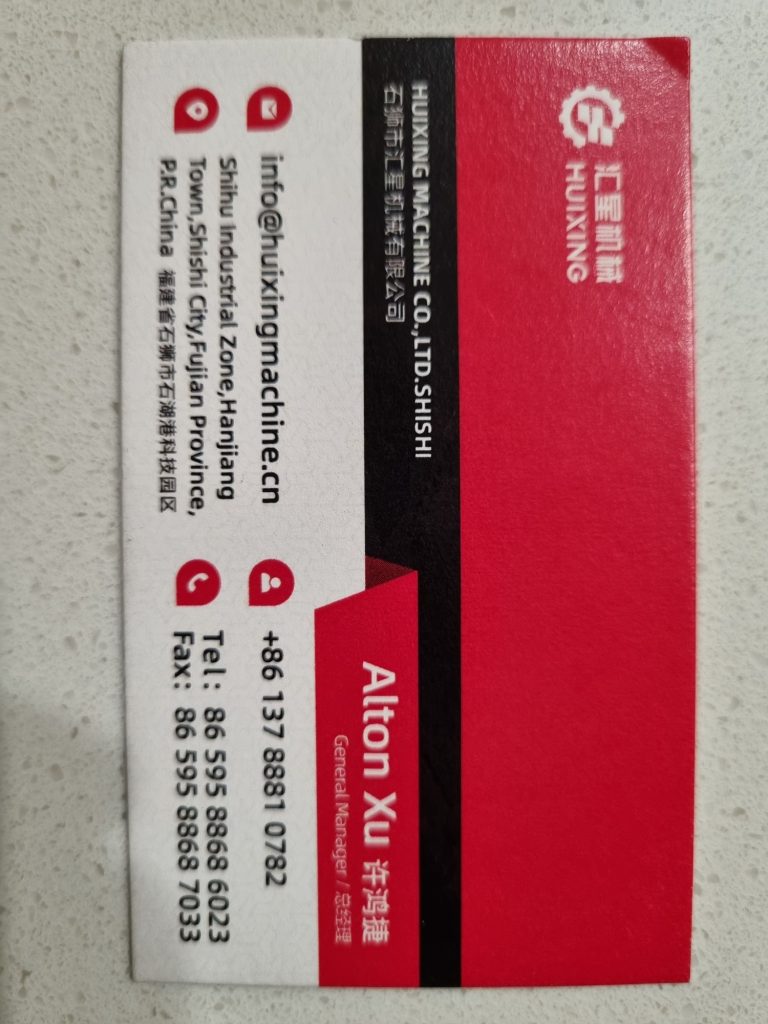 汇星机械
HUIXING
HUIXING MACHINE CO.,LTD.SHISHI
石狮市汇星机械有限公司
Alton Xu 许鸿捷
General Manager / 总经理
info@huixingmachine.cn
Shihu Industrial Zone,Hanjiang
Town,Shishi City,Fujian Province,
P.R.China 福建省石狮市石湖港科技园区
+86 137 8881 0782
Tel: 86 595 8868 6023
Fax: 86 595 8868 7033